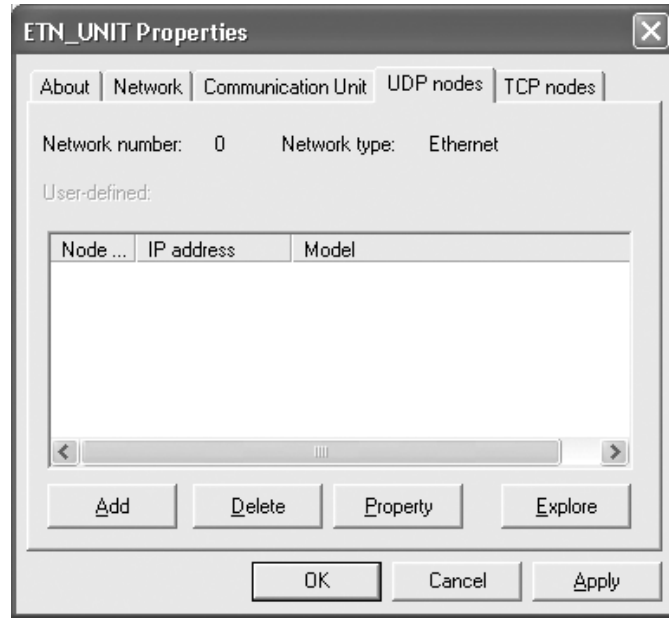 ETN_UNIT Properties
About Network Communication Unit UDP nodes TCP nodes
Network number: 0 Network type: Ethernet
User-defined:
Node ... IP address Model
Add Delete Property Explore
OK Cancel Apply